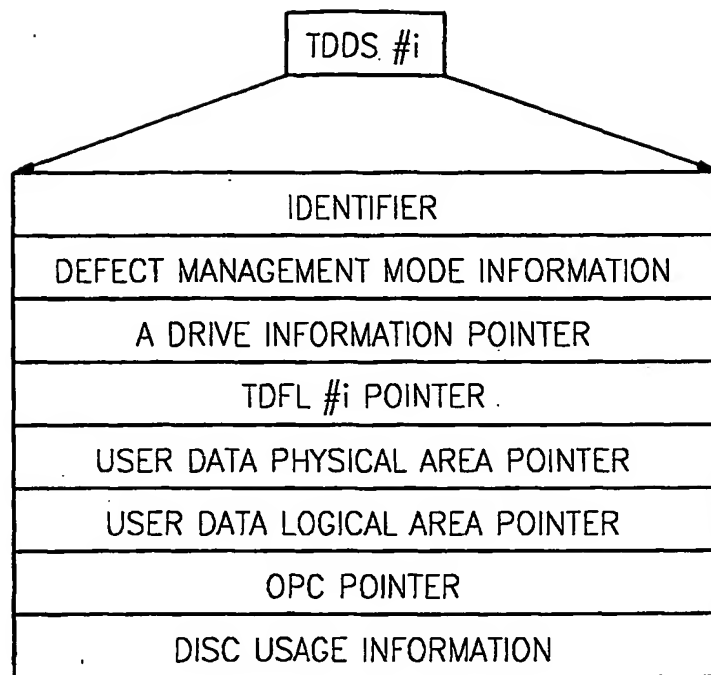 TDDS #i
IDENTIFIER
DEFECT MANAGEMENT MODE INFORMATION
A DRIVE INFORMATION POINTER
TDFL #i POINTER
USER DATA PHYSICAL AREA POINTER
USER DATA LOGICAL AREA POINTER
OPC POINTER
DISC USAGE INFORMATION